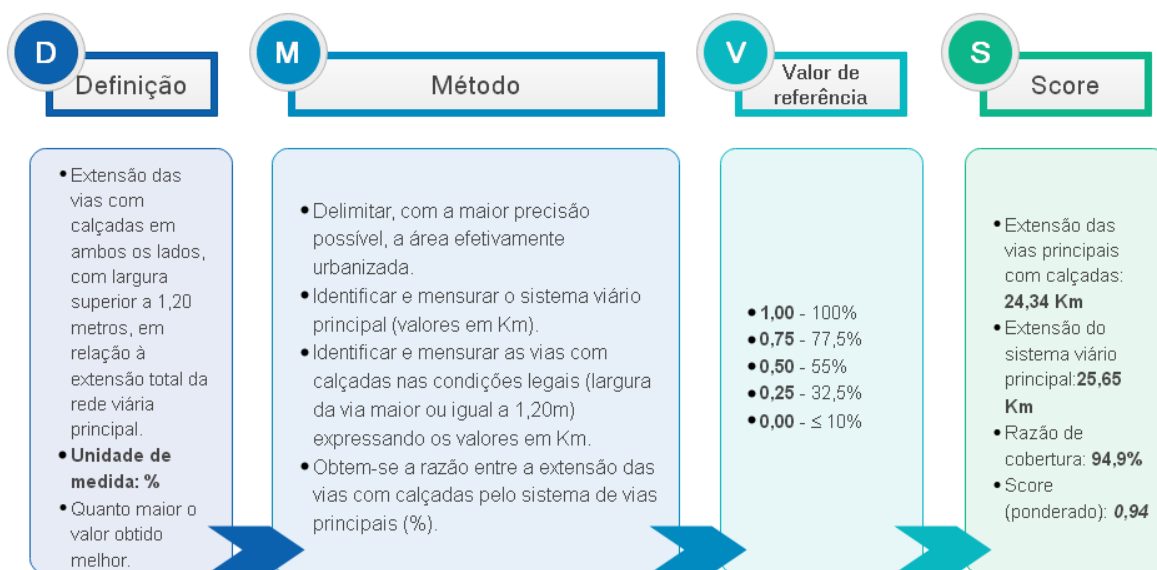 D
Definição
Extensão das
vias com
calçadas em
ambos os lados,
com largura
superior a 1,20
metros, em
relação à
extensão total da
rede viária
principal.
Unidade de
medida: %
Quanto maior o
valor obtido
melhor.
M
Método
Delimitar, com a maior precisão
possível, a área efetivamente
urbanizada.
Identificar e mensurar o sistema viário
principal (valores em Km).
Identificar e mensurar as vias com
calçadas nas condições legais (largura
da via maior ou igual a 1,20m)
expressando os valores em Km.
Obtem-se a razão entre a extensão das
vias com calçadas pelo sistema de vias
principais (%).
V
Valor de
referência
1,00 - 100%
0,75 - 77,5%
0,50 - 55%
0,25 - 32,5%
0,00 - ≤ 10%
S
Score
Extensão das
vias principais
com calçadas:
24,34 Km
Extensão do
sistema viário
principal:25,65
Km
Razão de
cobertura: 94,9%
Score
(ponderado): 0,94